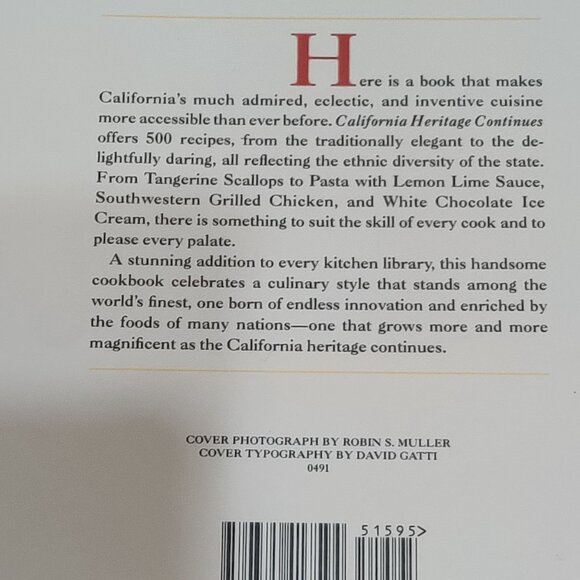 Here is a book that makes
California's much admired, eclectic, and inventive cuisine
more accessible than ever before. California Heritage Continues
offers 500 recipes, from the traditionally elegant to the de-
lightfully daring, all reflecting the ethnic diversity of the state.
From Tangerine Scallops to Pasta with Lemon Lime Sauce,
Southwestern Grilled Chicken, and White Chocolate Ice
Cream, there is something to suit the skill of every cook and to
please every palate.
A stunning addition to every kitchen library, this handsome
cookbook celebrates a culinary style that stands among the
world's finest, one born of endless innovation and enriched by
the foods of many nations—one that grows more and more
magnificent as the California heritage continues.
COVER PHOTOGRAPH BY ROBIN S. MULLER
COVER TYPOGRAPHY BY DAVID GATTI
0491
51595>